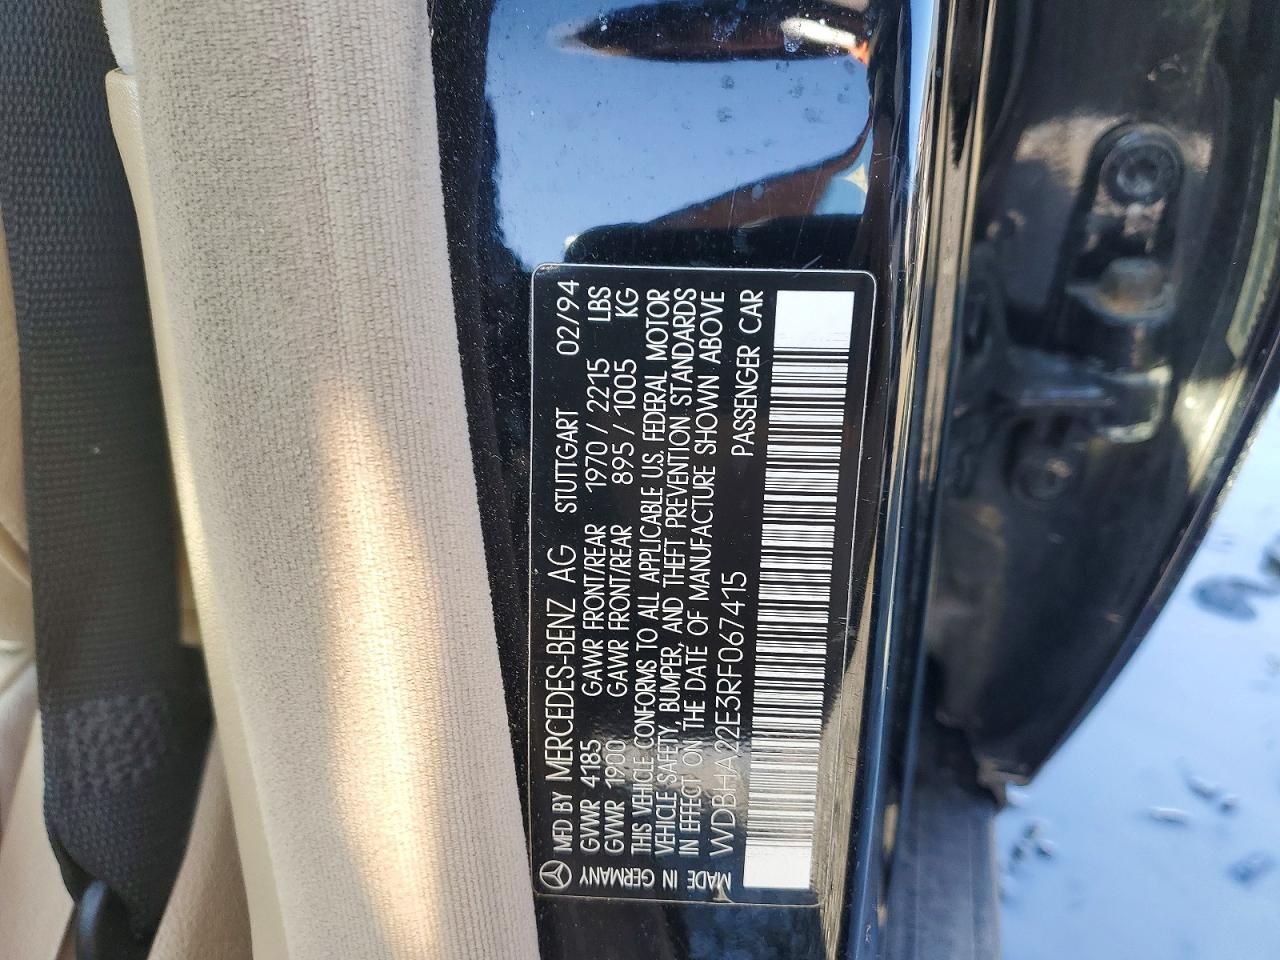 MFD BY MERCEDES-BENZ AG STUTTGART 02/94
GVWR 4185 GAWR FRONT/REAR 1970 / 2215 LBS
GVWR 1900 GAWR FRONT/REAR 895 / 1005 KG
THIS VEHICLE CONFORMS TO ALL APPLICABLE U.S. FEDERAL MOTOR
VEHICLE SAFETY, BUMPER, AND THEFT PREVENTION STANDARDS
IN EFFECT ON THE DATE OF MANUFACTURE SHOWN ABOVE
WDBHA22E3RF067415 PASSENGER CAR
MADE IN GERMANY